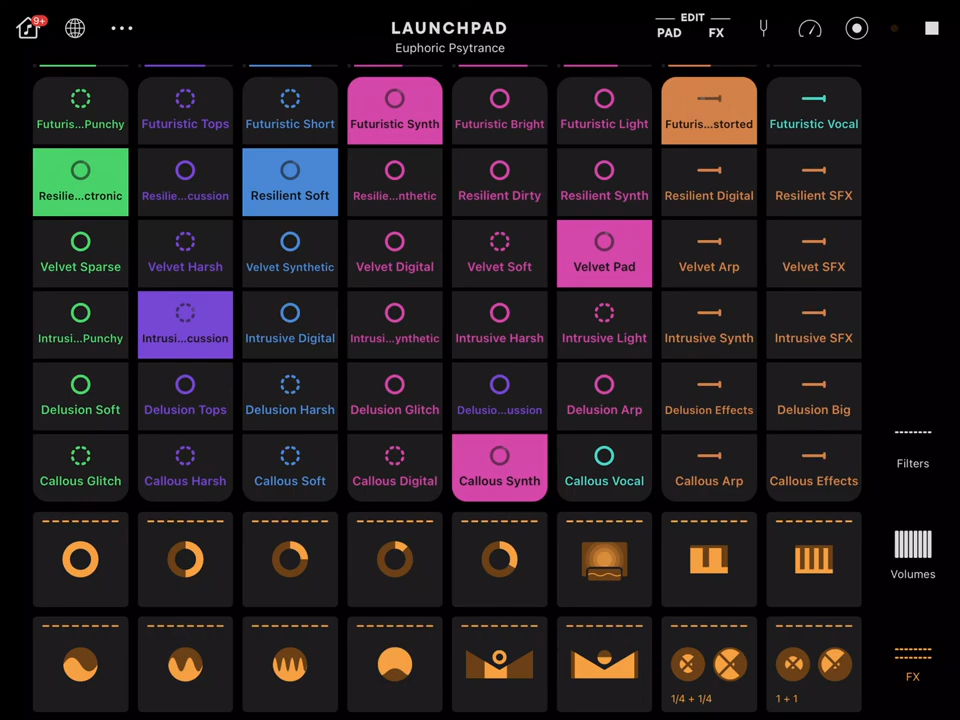 9+
LAUNCHPAD
Euphoric Psytrance
EDIT
PAD FX
Futuris...Punchy Futuristic Tops Futuristic Short Futuristic Synth Futuristic Bright Futuristic Light Futuris...storted Futuristic Vocal
Resilie...ctronic Resilie...cussion Resilient Soft Resilie...nthetic Resilient Dirty Resilient Synth Resilient Digital Resilient SFX
Velvet Sparse Velvet Harsh Velvet Synthetic Velvet Digital Velvet Soft Velvet Pad Velvet Arp Velvet SFX
Intrusi...Punchy Intrusi...cussion Intrusive Digital Intrusi...ynthetic Intrusive Harsh Intrusive Light Intrusive Synth Intrusive SFX
Delusion Soft Delusion Tops Delusion Harsh Delusion Glitch Delusio...ussion Delusion Arp Delusion Effects Delusion Big
Callous Glitch Callous Harsh Callous Soft Callous Digital Callous Synth Callous Vocal Callous Arp Callous Effects
Filters
Volumes
FX
1/4 + 1/4 1 + 1